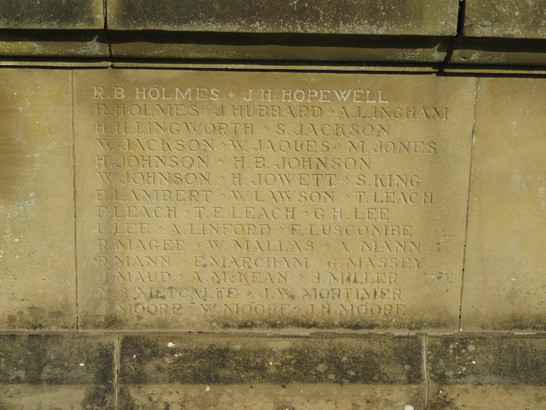 R.B HOLMES · J.H.HOPEWELL
P. HOLMES · J. HUBBARD · A. L. INGHAM
H. ILLINGWORTH · S. JACKSON
W. JACKSON · W. JAQUES · M. JONES
H. JOHNSON · H. B. JOHNSON
W. JOHNSON · H. JOWETT · S. KING
E. LAMBERT · W. LAWSON · T. LEACH
F. LEACH · T. E. LEACH · G. H. LEE
L. LEE · A. LINFORD · F. LUSCOMBE
R. MAGEE · W. MALLAS · A. MANN
R. MANN · E. MARCHAM · G. MASSEY
MAUD · A. McKEAN · J. MILLER
S. METCALFE · J. W. MORTIMER
MOORE · W. MOORE · J. H. MOORE